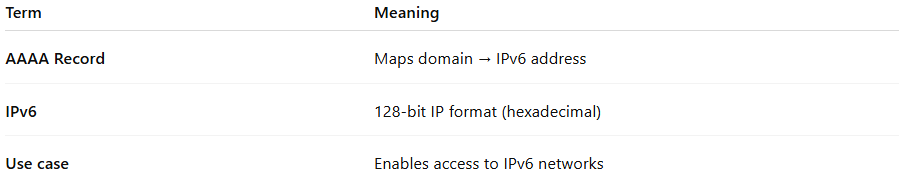 Term Meaning
AAAA Record Maps domain → IPv6 address
IPv6 128-bit IP format (hexadecimal)
Use case Enables access to IPv6 networks